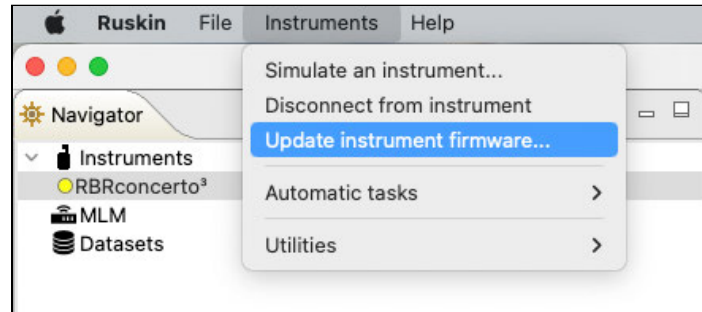 Ruskin File Instruments Help
Simulate an instrument...
Navigator
Disconnect from instrument
Update instrument firmware...
Instruments
RBRconcerto³
Automatic tasks
MLM
Datasets
Utilities